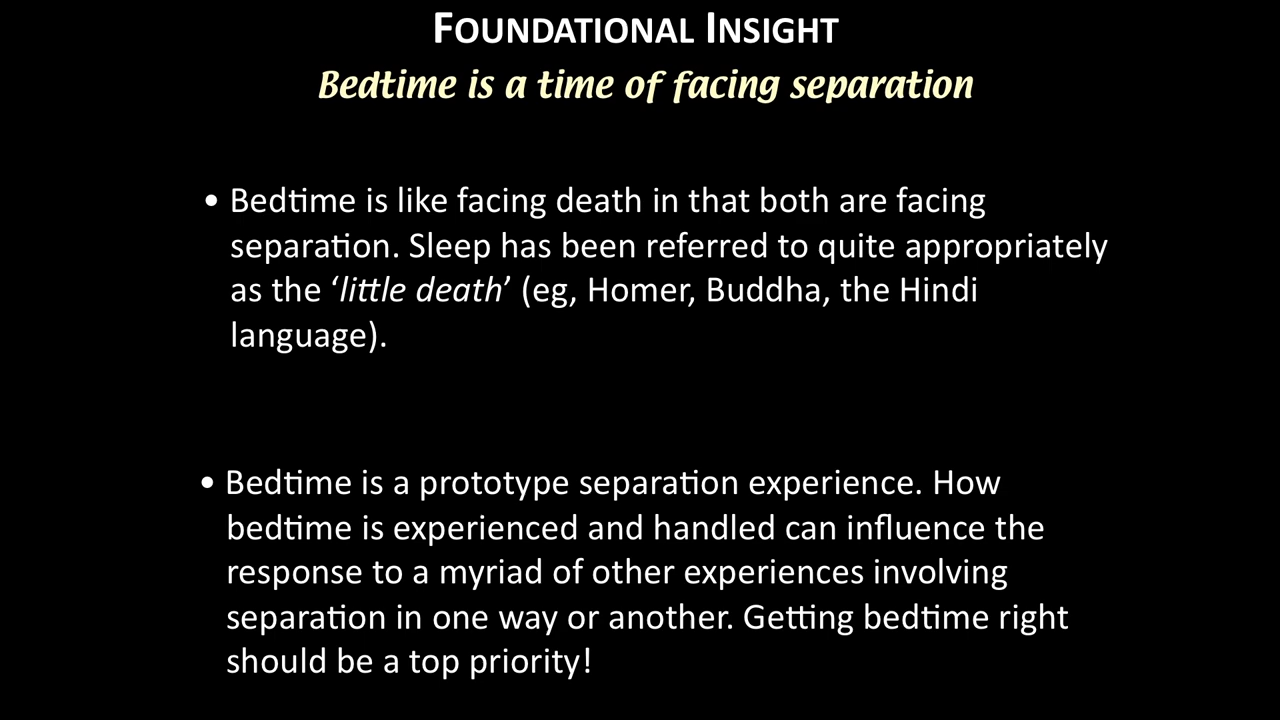 FOUNDATIONAL INSIGHT
Bedtime is a time of facing separation
• Bedtime is like facing death in that both are facing
separation. Sleep has been referred to quite appropriately
as the ‘little death’ (eg, Homer, Buddha, the Hindi
language).
• Bedtime is a prototype separation experience. How
bedtime is experienced and handled can influence the
response to a myriad of other experiences involving
separation in one way or another. Getting bedtime right
should be a top priority!